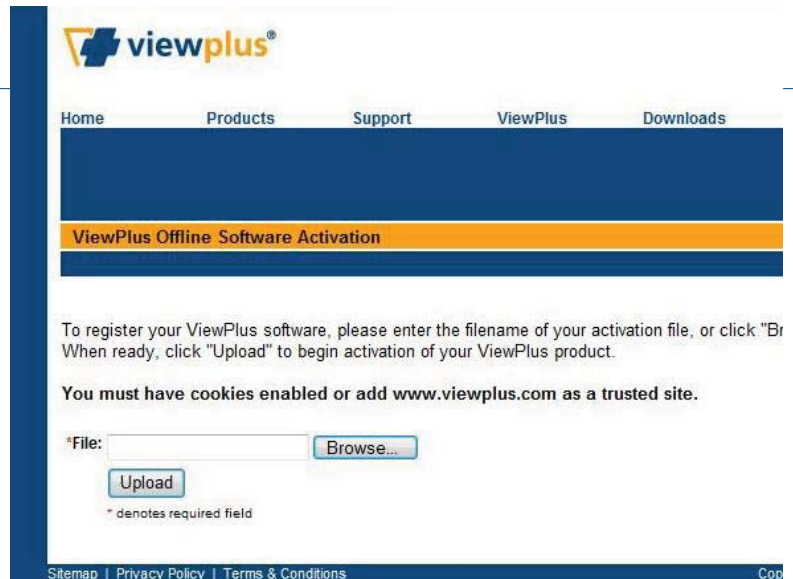 viewplus®
Home Products Support ViewPlus Downloads
ViewPlus Offline Software Activation
To register your ViewPlus software, please enter the filename of your activation file, or click "Br
When ready, click "Upload" to begin activation of your ViewPlus product.
You must have cookies enabled or add www.viewplus.com as a trusted site.
*File: Browse...
Upload
* denotes required field
Sitemap | Privacy Policy | Terms & Conditions Cop